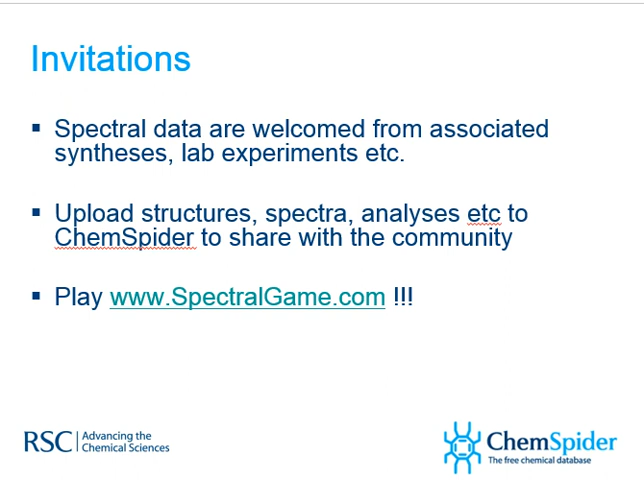 Invitations
▪ Spectral data are welcomed from associated
syntheses, lab experiments etc.
▪ Upload structures, spectra, analyses etc to
ChemSpider to share with the community
▪ Play www.SpectralGame.com !!!
RSC | Advancing the
Chemical Sciences
ChemSpider
The free chemical database